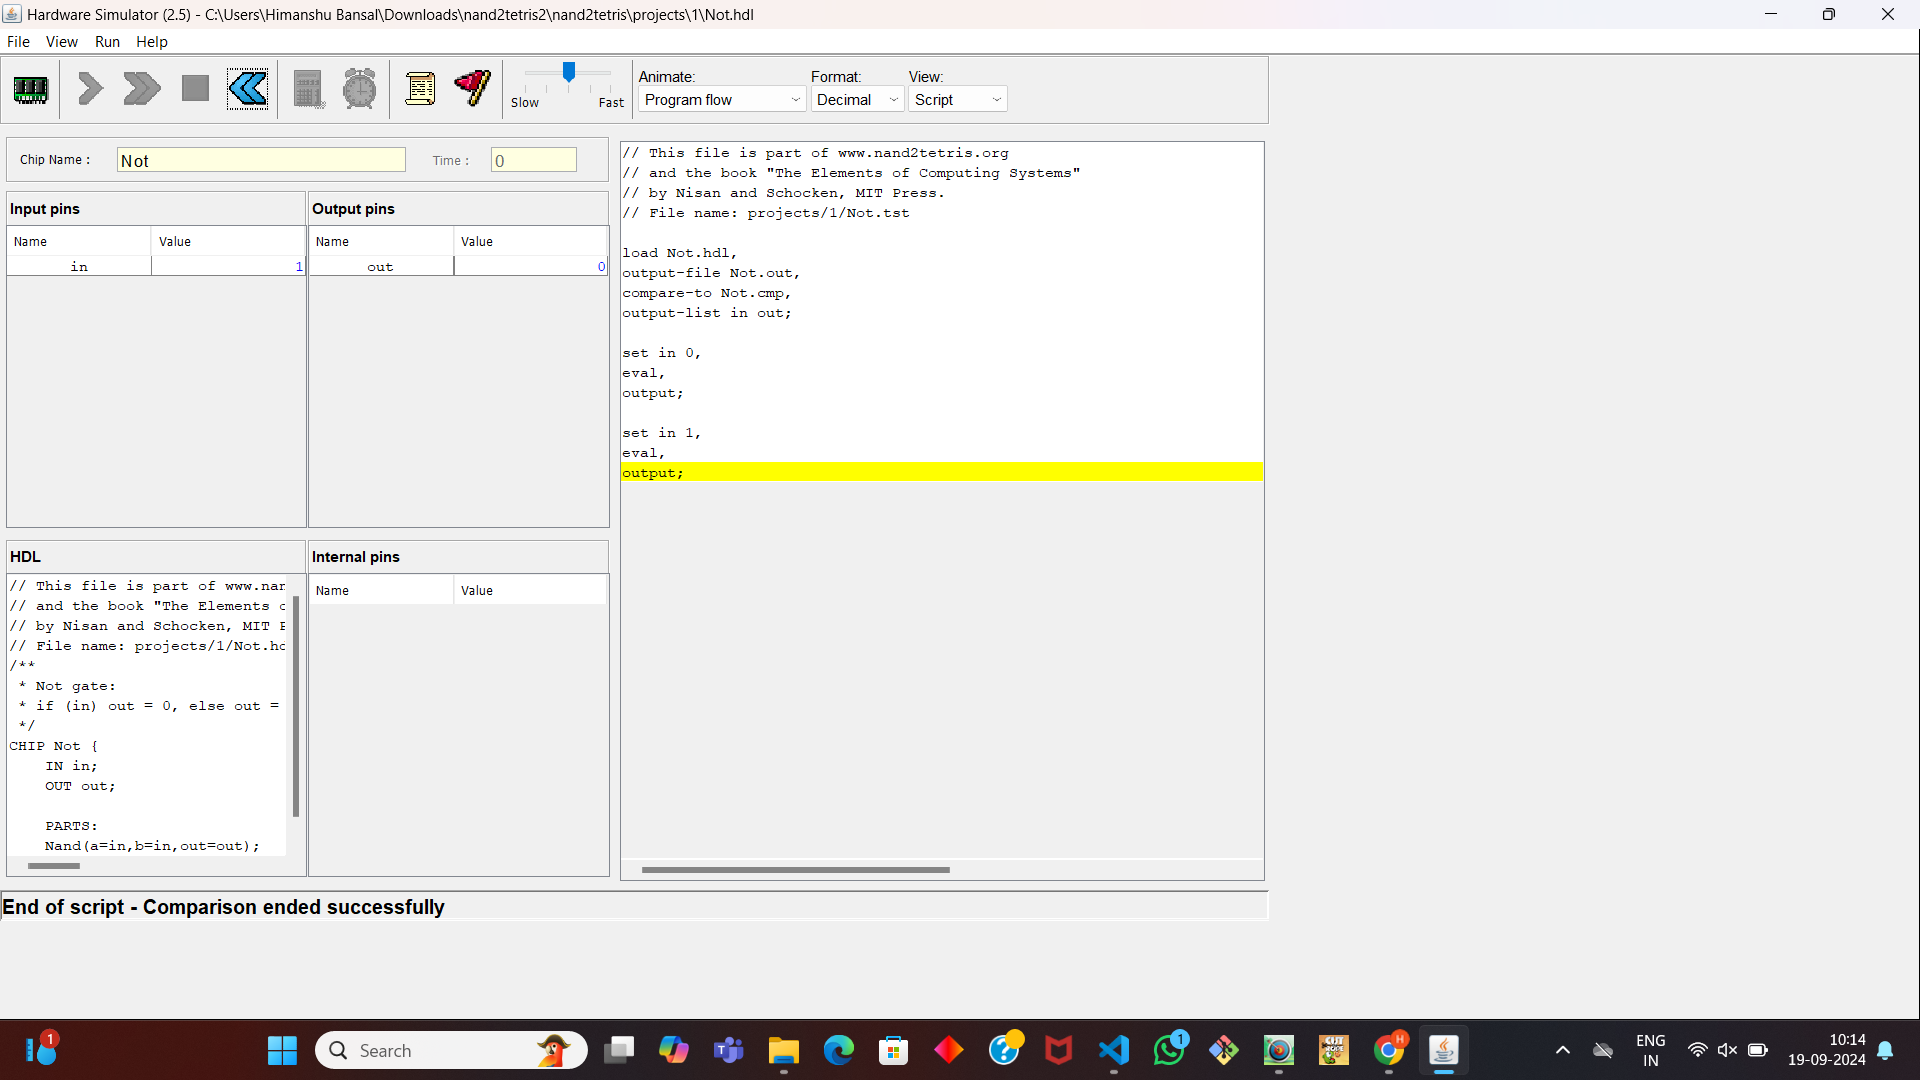 Hardware Simulator (2.5) - C:\Users\Himanshu Bansal\Downloads\nand2tetris2\nand2tetris\projects\1\Not.hdl
File View Run Help
Slow Fast
Animate: Format: View:
Program flow Decimal Script
Chip Name : Not Time : 0
Input pins Output pins
Name Value Name Value
in 1 out 0
// This file is part of www.nand2tetris.org
// and the book "The Elements of Computing Systems"
// by Nisan and Schocken, MIT Press.
// File name: projects/1/Not.tst
load Not.hdl,
output-file Not.out,
compare-to Not.cmp,
output-list in out;
set in 0,
eval,
output;
set in 1,
eval,
output;
HDL Internal pins
Name Value
// This file is part of www.nan
// and the book "The Elements o
// by Nisan and Schocken, MIT P
// File name: projects/1/Not.hd
/**
* Not gate:
* if (in) out = 0, else out =
*/
CHIP Not {
IN in;
OUT out;
PARTS:
Nand(a=in,b=in,out=out);
End of script - Comparison ended successfully
1
Search
1
H
ENG
IN
10:14
19-09-2024